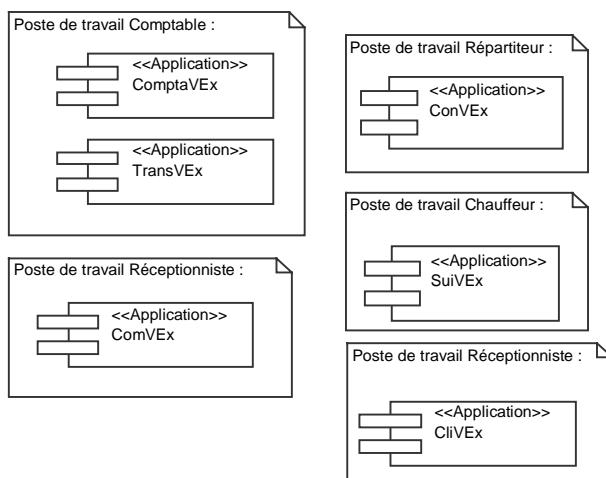 Poste de travail Comptable :
<<Application>>
ComptaVEx
<<Application>>
TransVEx
Poste de travail Réceptionniste :
<<Application>>
ComVEx
Poste de travail Répartiteur :
<<Application>>
ConVEx
Poste de travail Chauffeur :
<<Application>>
SuiVEx
Poste de travail Réceptionniste :
<<Application>>
CliVEx